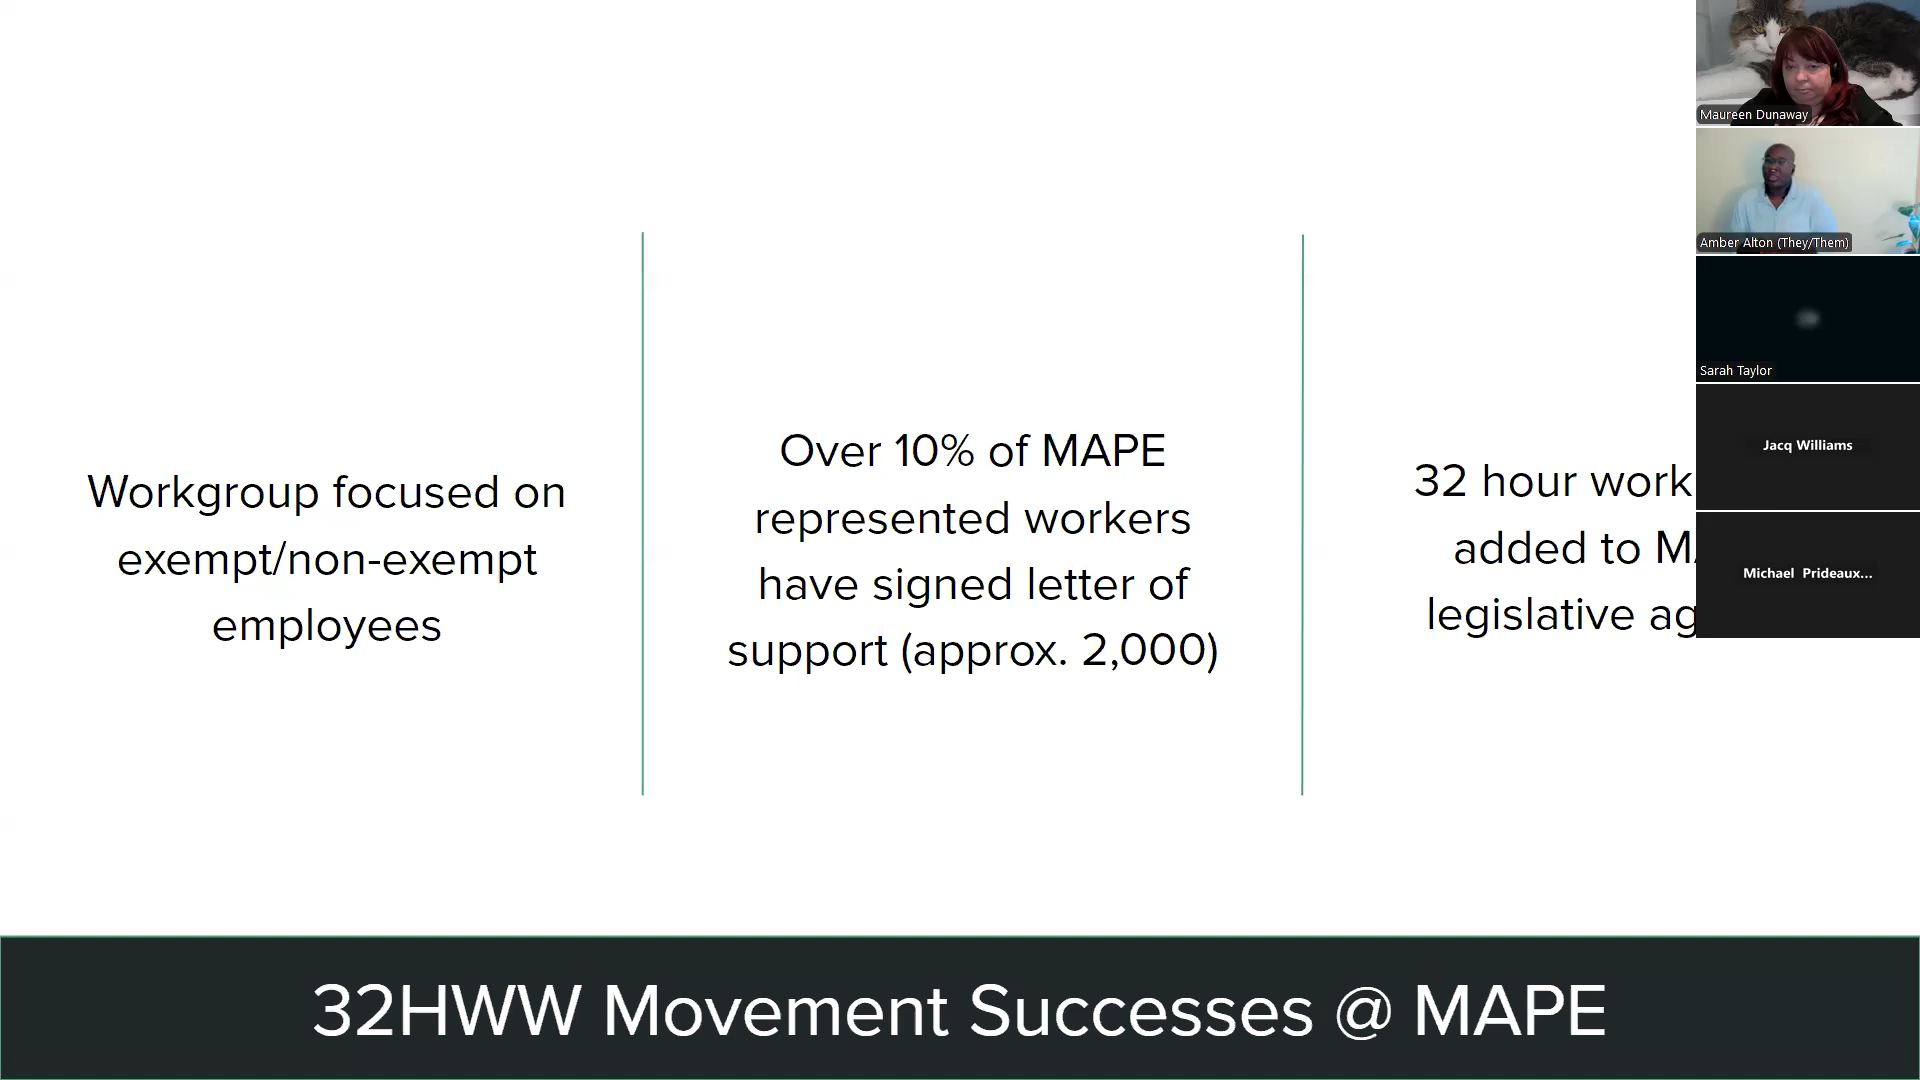 Workgroup focused on
exempt/non-exempt
employees
Over 10% of MAPE
represented workers
have signed letter of
support (approx. 2,000)
32 hour work
added to
legislative
32HWW Movement Successes @ MAPE
Maureen Dunaway
Amber Alton (They/Them)
Sarah Taylor
Jacq Williams
Michael Prideaux...